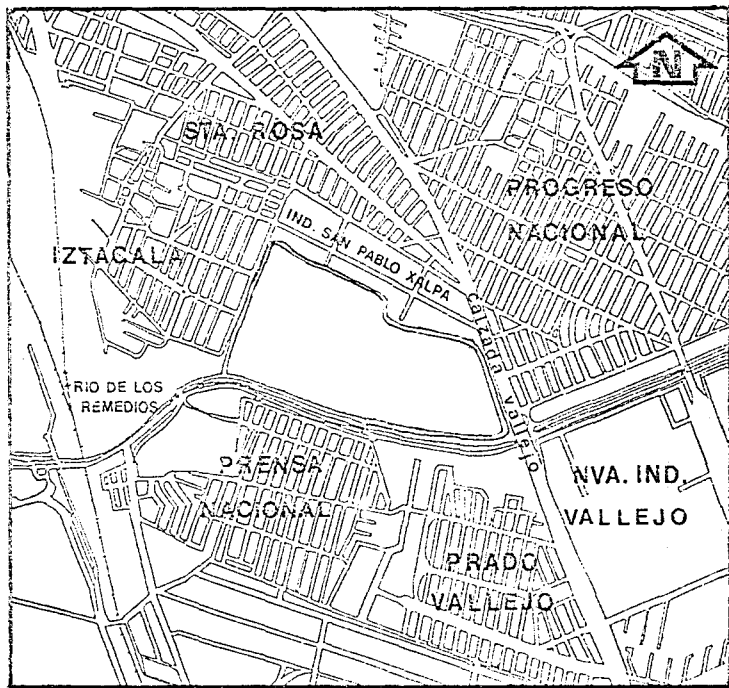 N
STA. ROSA
PROGRESO
NACIONAL
IND. SAN PABLO XALPA
IZTACALA
Calzada Vallejo
RIO DE LOS
REMEDIOS
PRENSA
NACIONAL
NVA. IND.
VALLEJO
PRADO
VALLEJO